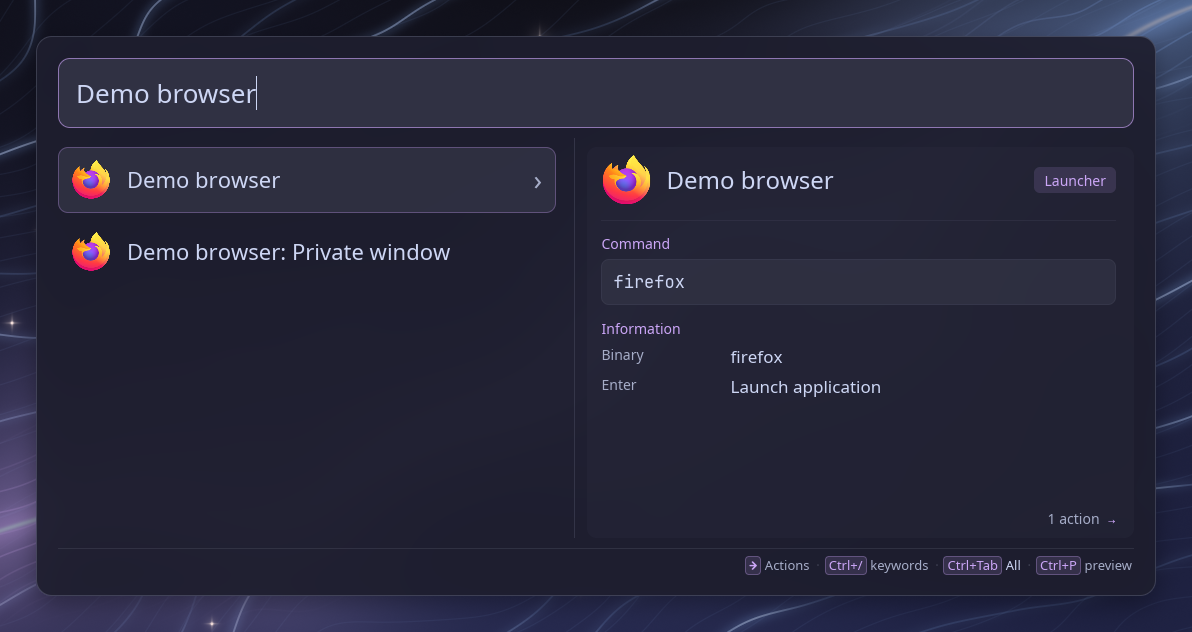 Demo browser
Demo browser ›
Demo browser: Private window
Demo browser Launcher
Command
firefox
Information
Binary firefox
Enter Launch application
1 action →
→ Actions · Ctrl+/ keywords · Ctrl+Tab All · Ctrl+P preview